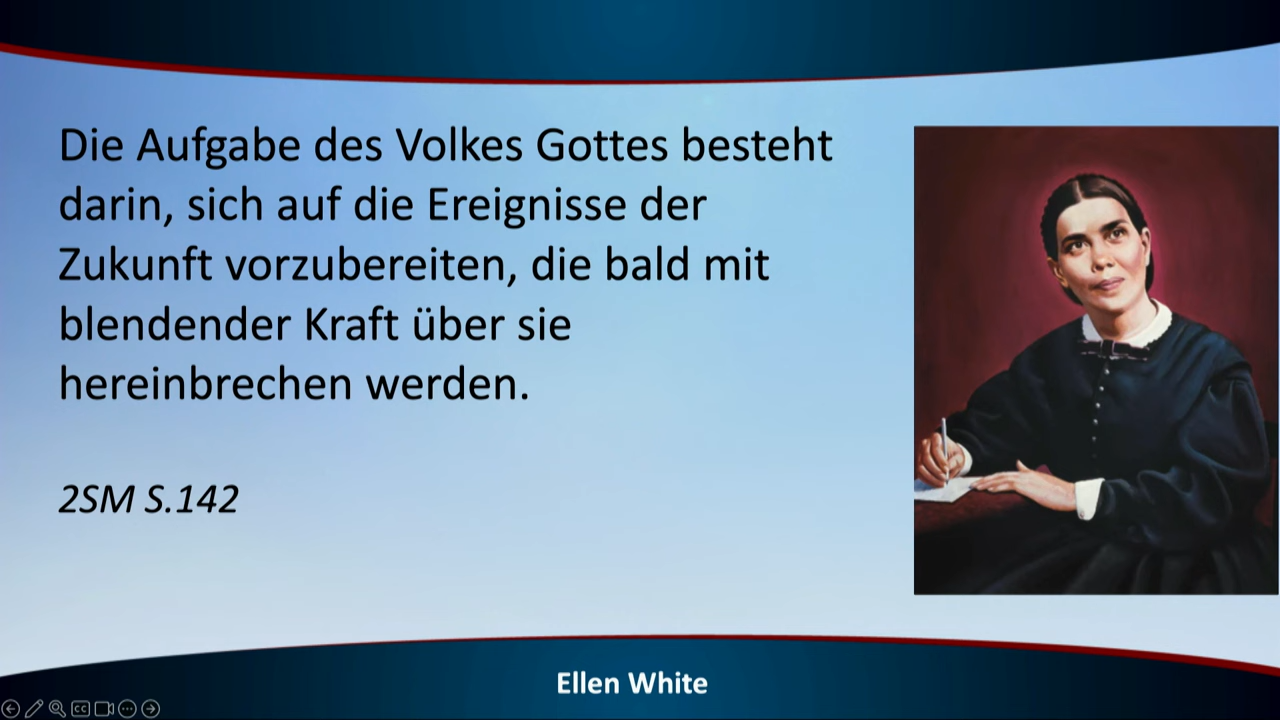 Die Aufgabe des Volkes Gottes besteht
darin, sich auf die Ereignisse der
Zukunft vorzubereiten, die bald mit
blendender Kraft über sie
hereinbrechen werden.
2SM S.142
Ellen White
CC